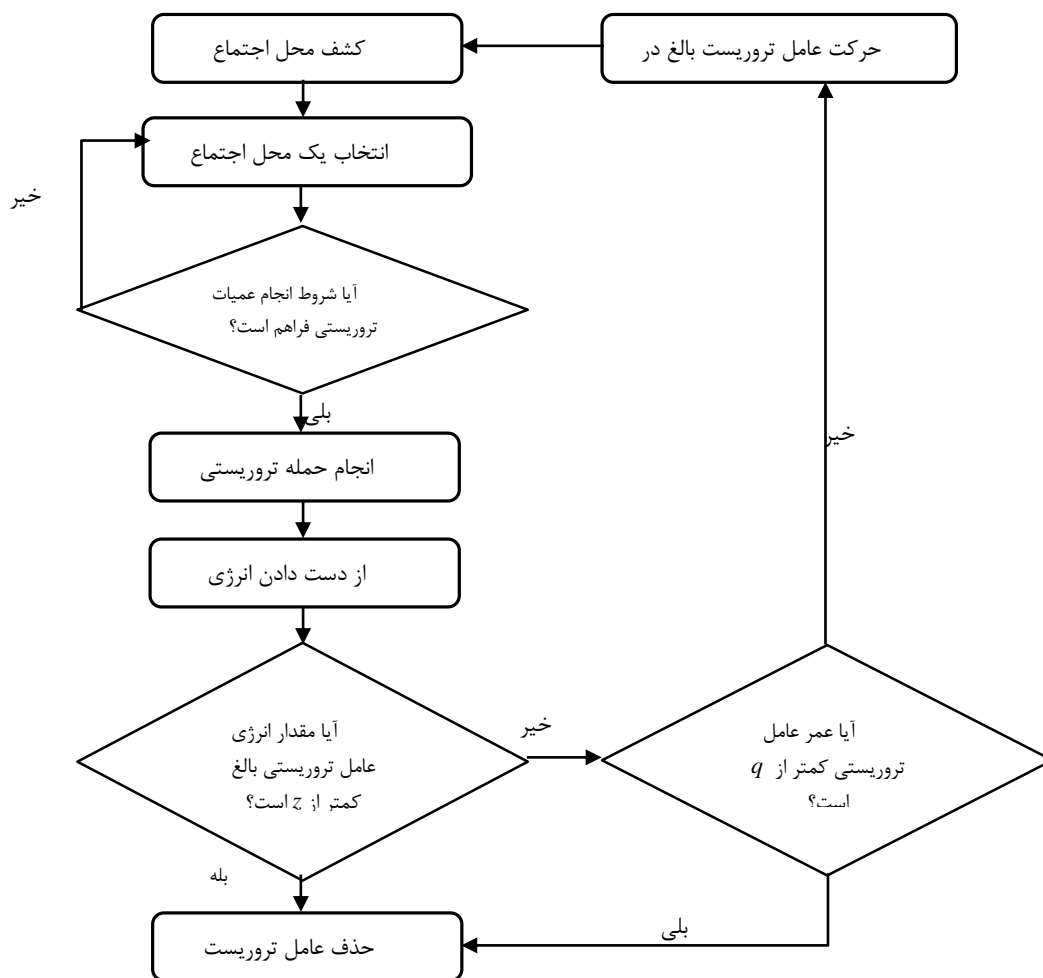 حرکت عامل تروریست بالغ در
کشف محل اجتماع
انتخاب یک محل اجتماع
خیر
آیا شروط انجام عمیات
تروریستی فراهم است؟
بلی
انجام حمله تروریستی
از دست دادن انرژی
آیا مقدار انرژی
عامل تروریستی بالغ
کمتر از z است؟
خیر
آیا عمر عامل
تروریستی کمتر از q
است؟
خیر
بله
بلی
حذف عامل تروریست